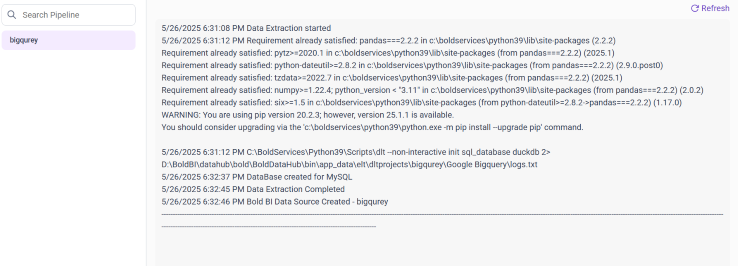 Search Pipeline
Refresh
bigqurey
5/26/2025 6:31:08 PM Data Extraction started
5/26/2025 6:31:12 PM Requirement already satisfied: pandas===2.2.2 in c:\boldservices\python39\lib\site-packages (2.2.2)
Requirement already satisfied: pytz>=2020.1 in c:\boldservices\python39\lib\site-packages (from pandas===2.2.2) (2025.1)
Requirement already satisfied: python-dateutil>=2.8.2 in c:\boldservices\python39\lib\site-packages (from pandas===2.2.2) (2.9.0.post0)
Requirement already satisfied: tzdata>=2022.7 in c:\boldservices\python39\lib\site-packages (from pandas===2.2.2) (2025.1)
Requirement already satisfied: numpy>=1.22.4; python_version < "3.11" in c:\boldservices\python39\lib\site-packages (from pandas===2.2.2) (2.0.2)
Requirement already satisfied: six>=1.5 in c:\boldservices\python39\lib\site-packages (from python-dateutil>=2.8.2->pandas===2.2.2) (1.17.0)
WARNING: You are using pip version 20.2.3; however, version 25.1.1 is available.
You should consider upgrading via the 'c:\boldservices\python39\python.exe -m pip install --upgrade pip' command.
5/26/2025 6:31:12 PM C:\BoldServices\Python39\Scripts\dlt --non-interactive init sql_database duckdb 2>
D:\BoldBI\datahub\bold\BoldDataHub\bin\app_data\elt\dltprojects\bigqurey\Google Bigquery\logs.txt
5/26/2025 6:32:37 PM DataBase created for MySQL
5/26/2025 6:32:45 PM Data Extraction Completed
5/26/2025 6:32:46 PM Bold BI Data Source Created - bigqurey